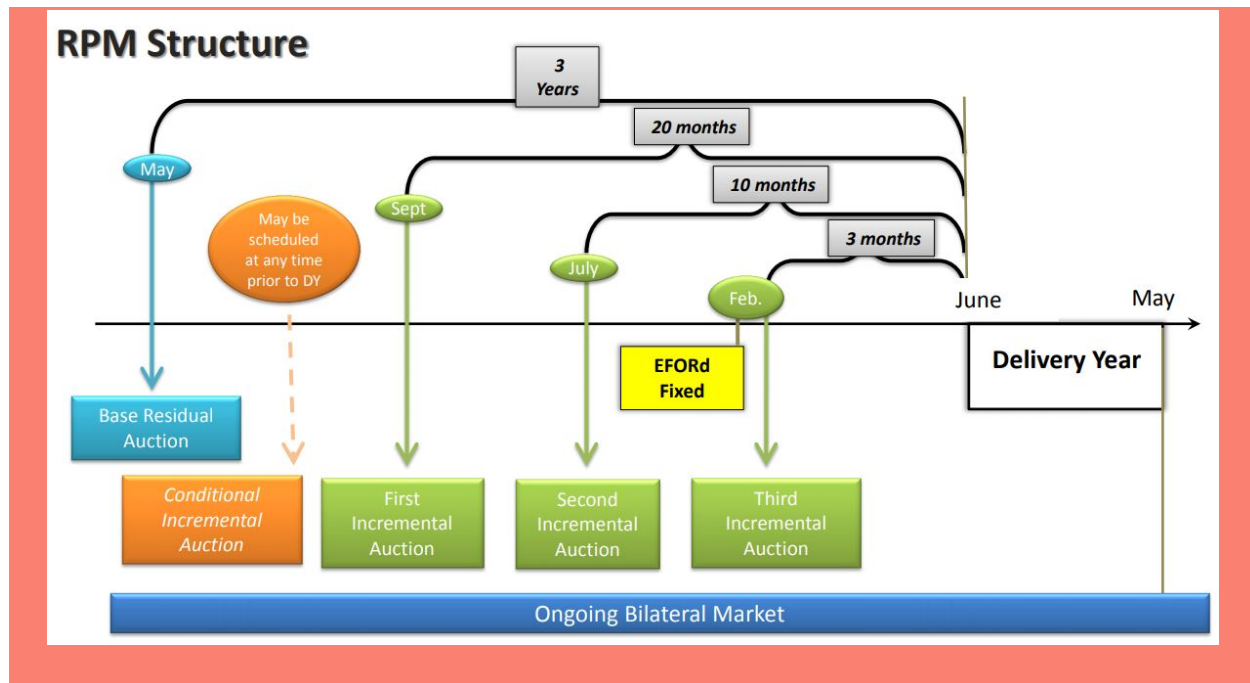 RPM Structure
3
Years
20 months
May
10 months
Sept
May be
scheduled
at any time
prior to DY
3 months
July
Feb.
June
May
EFORd
Fixed
Delivery Year
Base Residual
Auction
Conditional
Incremental
Auction
First
Incremental
Auction
Second
Incremental
Auction
Third
Incremental
Auction
Ongoing Bilateral Market